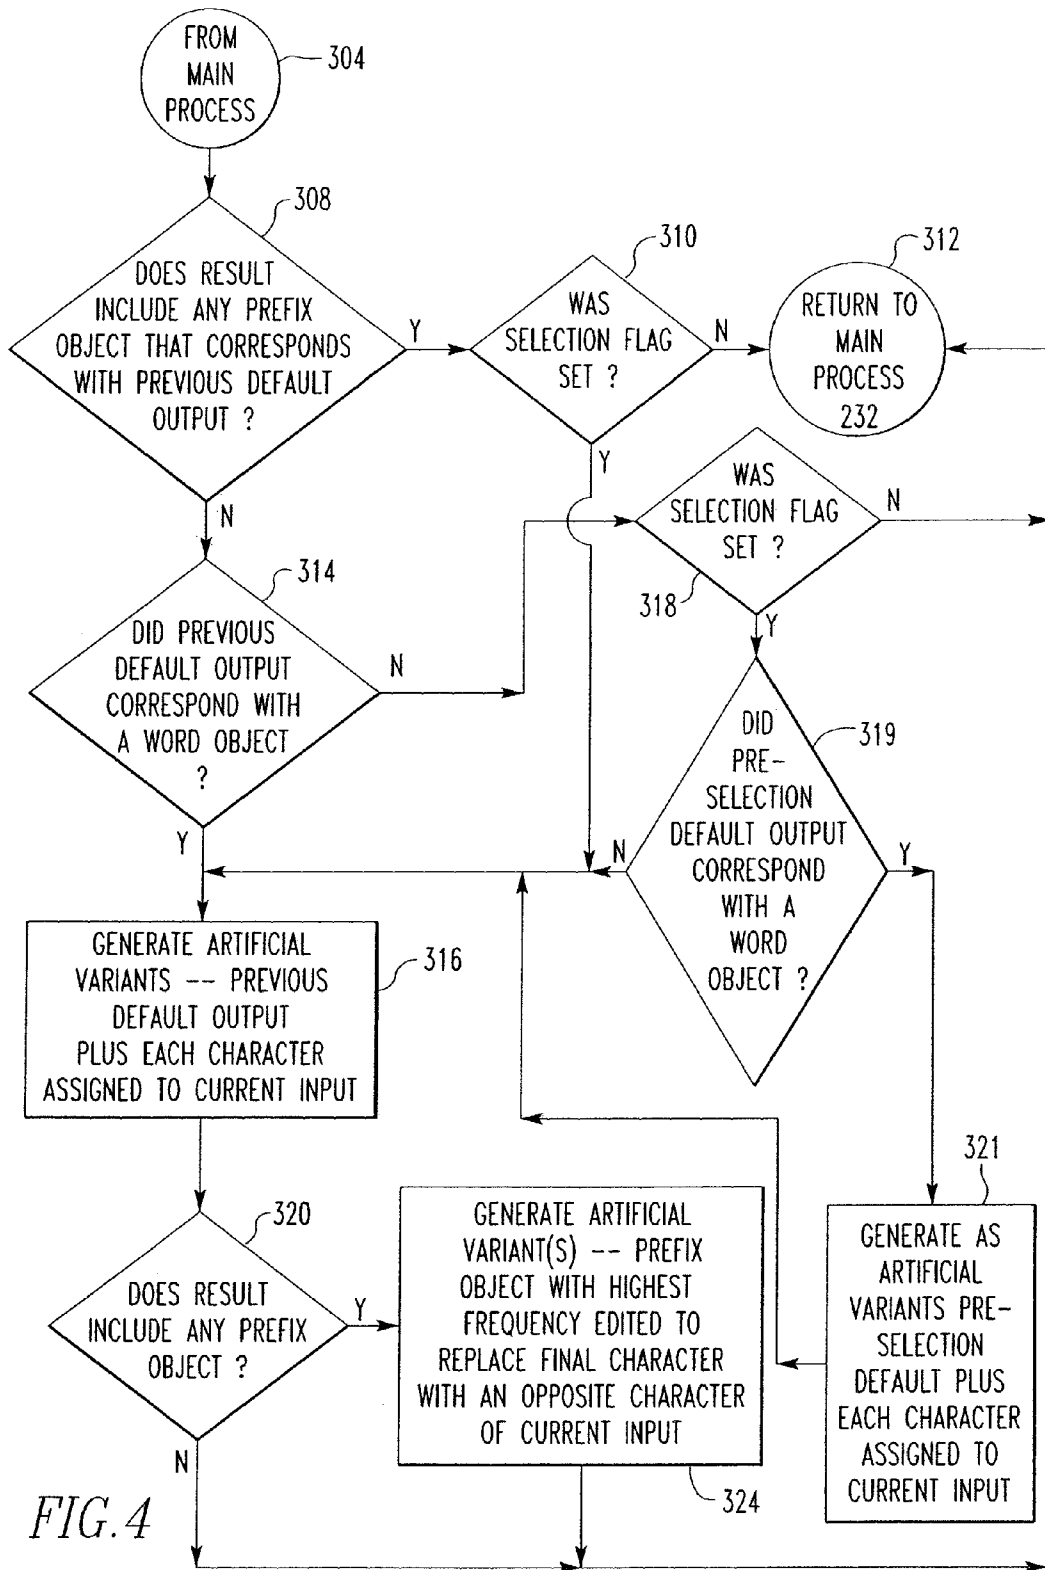 FROM
MAIN
PROCESS
304
308
DOES RESULT
INCLUDE ANY PREFIX
OBJECT THAT CORRESPONDS
WITH PREVIOUS DEFAULT
OUTPUT ?
Y
N
310
WAS
SELECTION FLAG
SET ?
N
Y
312
RETURN TO
MAIN
PROCESS
232
314
DID PREVIOUS
DEFAULT OUTPUT
CORRESPOND WITH
A WORD OBJECT
?
N
Y
WAS
SELECTION FLAG
SET ?
N
318
Y
DID
PRE-
SELECTION
DEFAULT OUTPUT
CORRESPOND
WITH A
WORD
OBJECT ?
319
N
Y
GENERATE ARTIFICIAL
VARIANTS -- PREVIOUS
DEFAULT OUTPUT
PLUS EACH CHARACTER
ASSIGNED TO CURRENT INPUT
316
320
DOES RESULT
INCLUDE ANY PREFIX
OBJECT ?
Y
N
GENERATE ARTIFICIAL
VARIANT(S) -- PREFIX
OBJECT WITH HIGHEST
FREQUENCY EDITED TO
REPLACE FINAL CHARACTER
WITH AN OPPOSITE CHARACTER
OF CURRENT INPUT
324
321
GENERATE AS
ARTIFICIAL
VARIANTS PRE-
SELECTION
DEFAULT PLUS
EACH CHARACTER
ASSIGNED TO
CURRENT INPUT
FIG.4